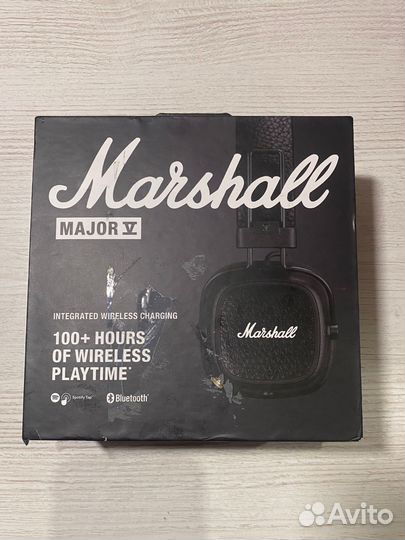 Marshall
MAJOR V
INTEGRATED WIRELESS CHARGING
100+ HOURS
OF WIRELESS
PLAYTIME*
Marshall
Spotify Tap Bluetooth®
Avito